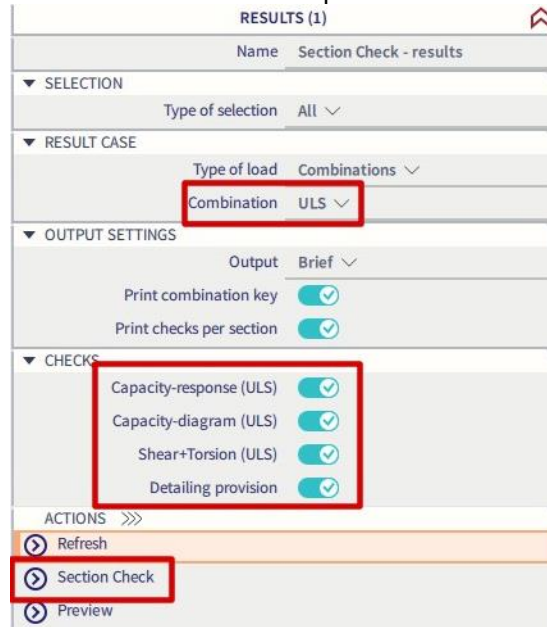 RESULTS (1)
Name Section Check - results
SELECTION
Type of selection All
RESULT CASE
Type of load Combinations
Combination ULS
OUTPUT SETTINGS
Output Brief
Print combination key
Print checks per section
CHECKS
Capacity-response (ULS)
Capacity-diagram (ULS)
Shear+Torsion (ULS)
Detailing provision
ACTIONS >>>
Refresh
Section Check
Preview